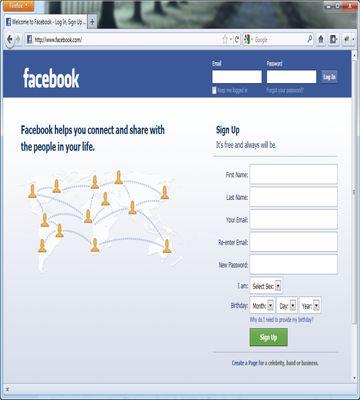 Firefox
Welcome to Facebook - Log In, Sign Up ...
http://www.facebook.com/
Google
facebook
Email
Password
Log In
Keep me logged in
Forgot your password?
Facebook helps you connect and share with
the people in your life.
Sign Up
It's free and always will be.
First Name:
Last Name:
Your Email:
Re-enter Email:
New Password:
I am: Select Sex:
Birthday: Month: Day: Year:
Why do I need to provide my birthday?
Sign Up
Create a Page for a celebrity, band or business.
x